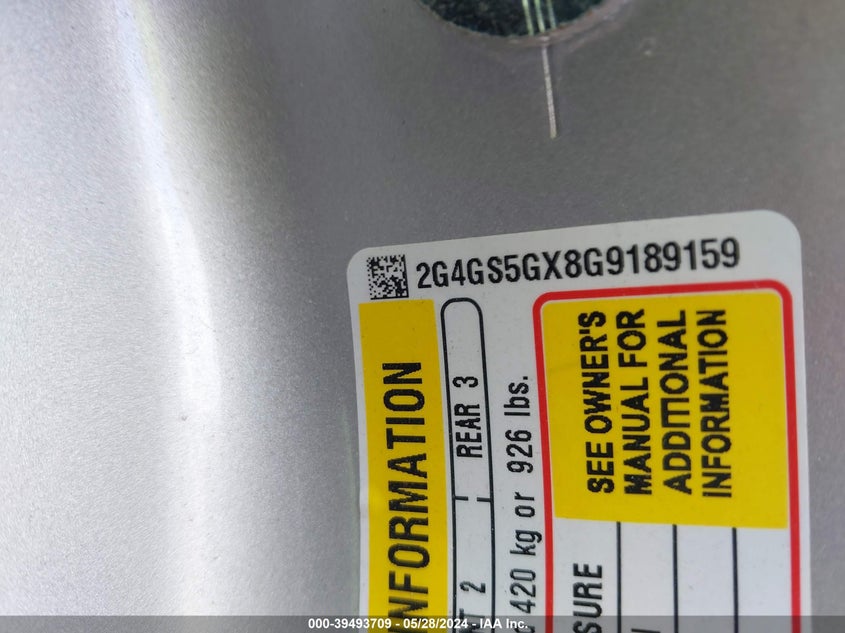 2G4GS5GX8G9189159
INFORMATION
2 REAR 3
420 kg or 926 lbs.
SEE OWNER'S
MANUAL FOR
ADDITIONAL
INFORMATION
000-39493709 - 05/28/2024 - IAA Inc.